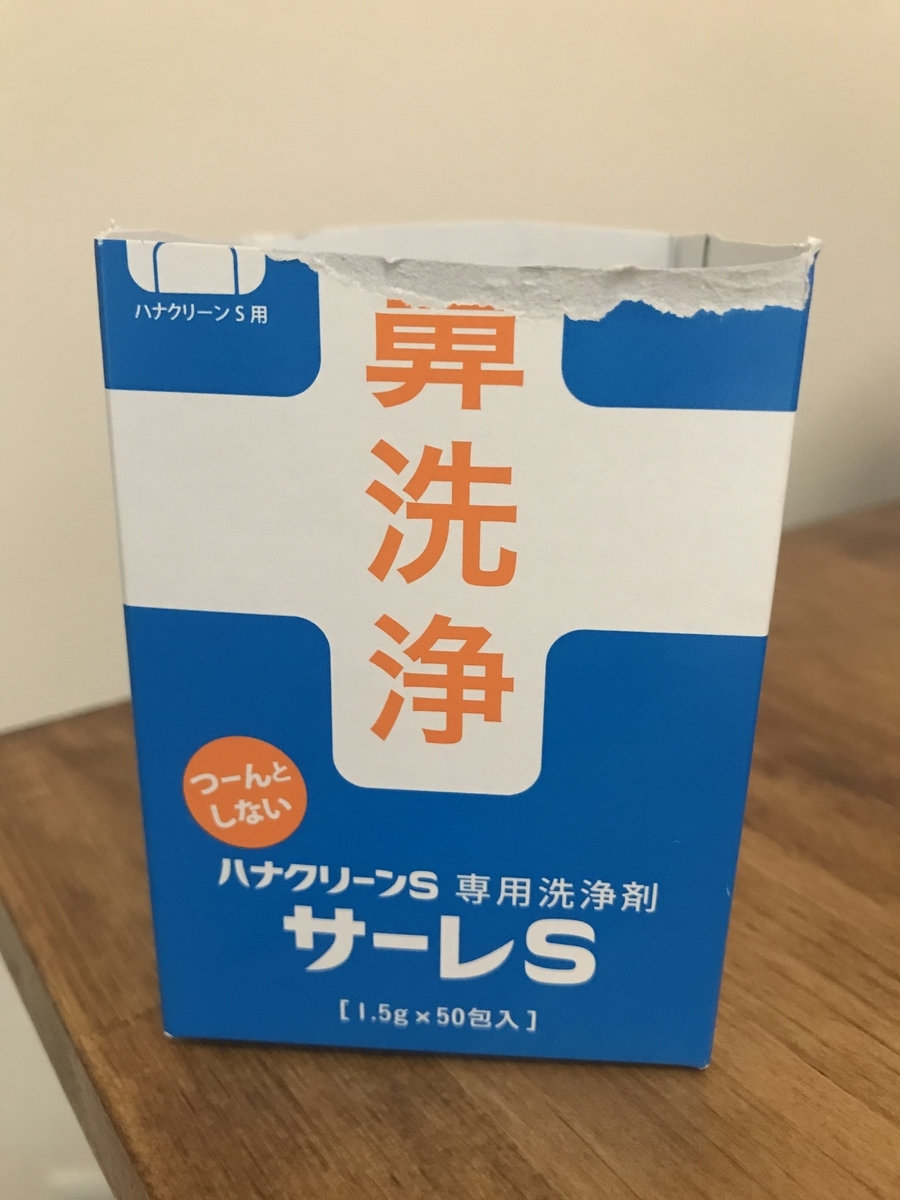 ハナクリーンS用
鼻
洗
浄
つーんと
しない
ハナクリーンS 専用洗浄剤
サーレS
[1.5g×50包入]